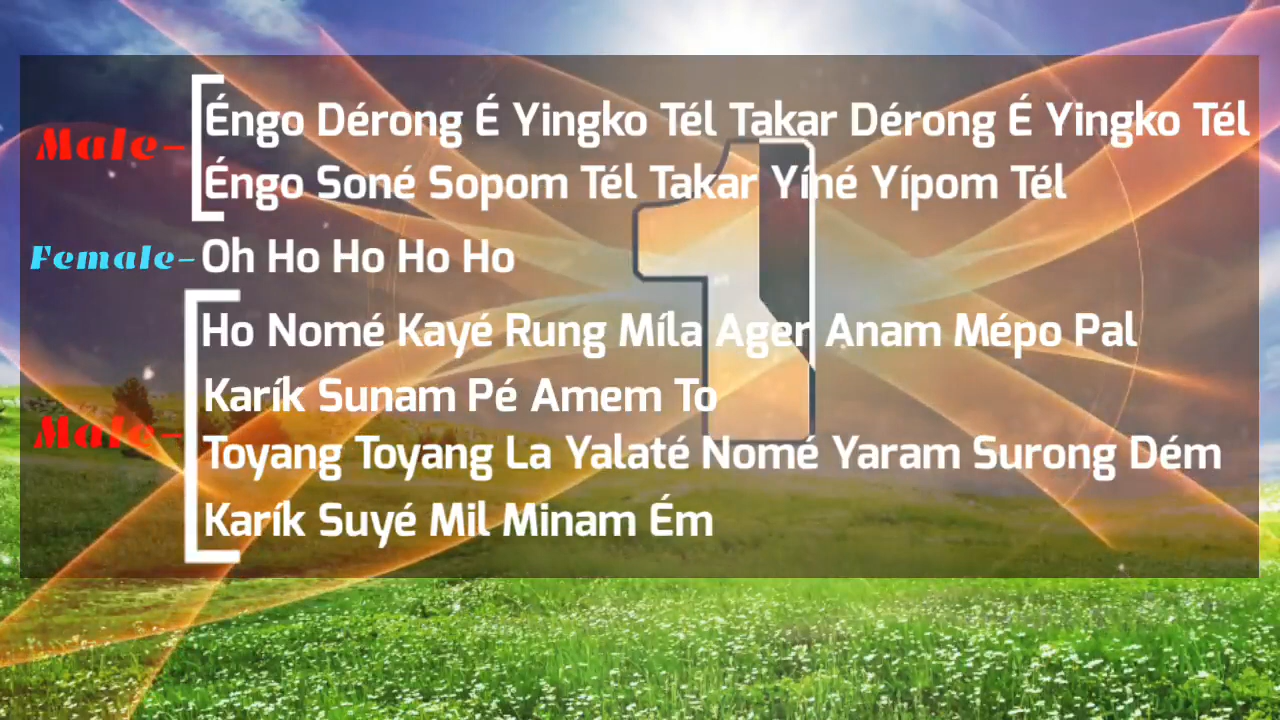 Male- Éngo Dérong É Yingko Tél Takar Dérong É Yingko Tél
Éngo Soné Sopom Tél Takar Yíné Yípom Tél
Female- Oh Ho Ho Ho Ho
Ho Nomé Kayé Rung Míla Ager Anam Mépo Pal
Karík Sunam Pé Amem To
Male- Toyang Toyang La Yalaté Nomé Yaram Surong Dém
Karík Suyé Mil Minam Ém
1